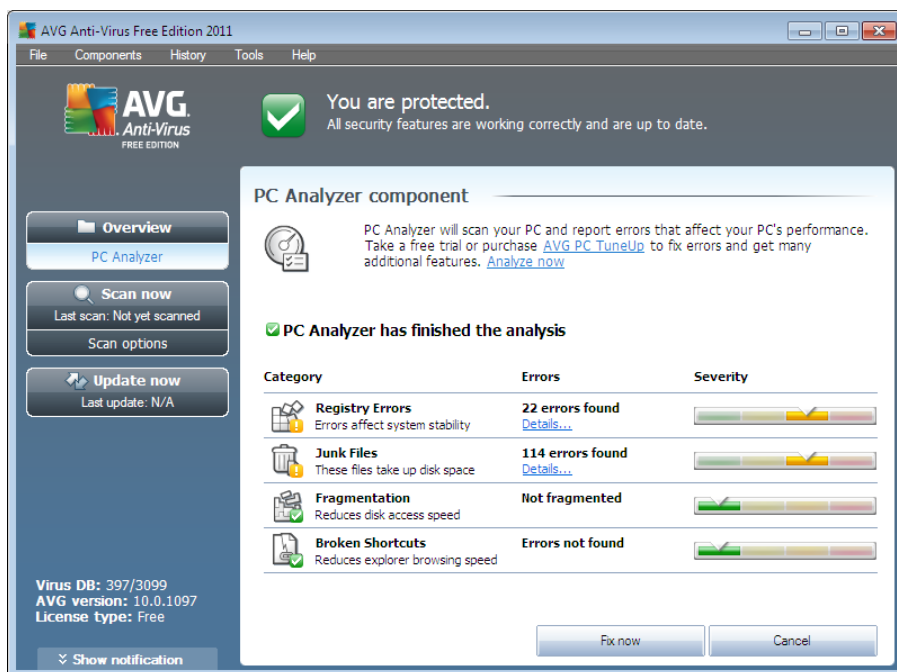 AVG Anti-Virus Free Edition 2011
File Components History Tools Help
AVG.
Anti-Virus
FREE EDITION
You are protected.
All security features are working correctly and are up to date.
Overview
PC Analyzer
Scan now
Last scan: Not yet scanned
Scan options
Update now
Last update: N/A
Virus DB: 397/3099
AVG version: 10.0.1097
License type: Free
Show notification
PC Analyzer component
PC Analyzer will scan your PC and report errors that affect your PC's performance.
Take a free trial or purchase AVG PC TuneUp to fix errors and get many
additional features. Analyze now
PC Analyzer has finished the analysis
Category Errors Severity
Registry Errors 22 errors found
Errors affect system stability Details...
Junk Files 114 errors found
These files take up disk space Details...
Fragmentation Not fragmented
Reduces disk access speed
Broken Shortcuts Errors not found
Reduces explorer browsing speed
Fix now Cancel